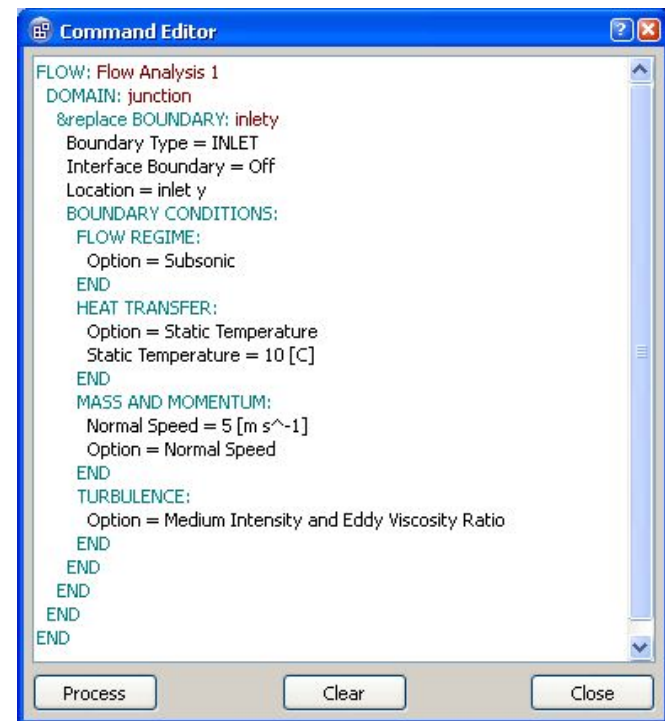 Command Editor
FLOW: Flow Analysis 1
DOMAIN: junction
&replace BOUNDARY: inlety
Boundary Type = INLET
Interface Boundary = Off
Location = inlet y
BOUNDARY CONDITIONS:
FLOW REGIME:
Option = Subsonic
END
HEAT TRANSFER:
Option = Static Temperature
Static Temperature = 10 [C]
END
MASS AND MOMENTUM:
Normal Speed = 5 [m s^-1]
Option = Normal Speed
END
TURBULENCE:
Option = Medium Intensity and Eddy Viscosity Ratio
END
END
END
END
END
Process Clear Close